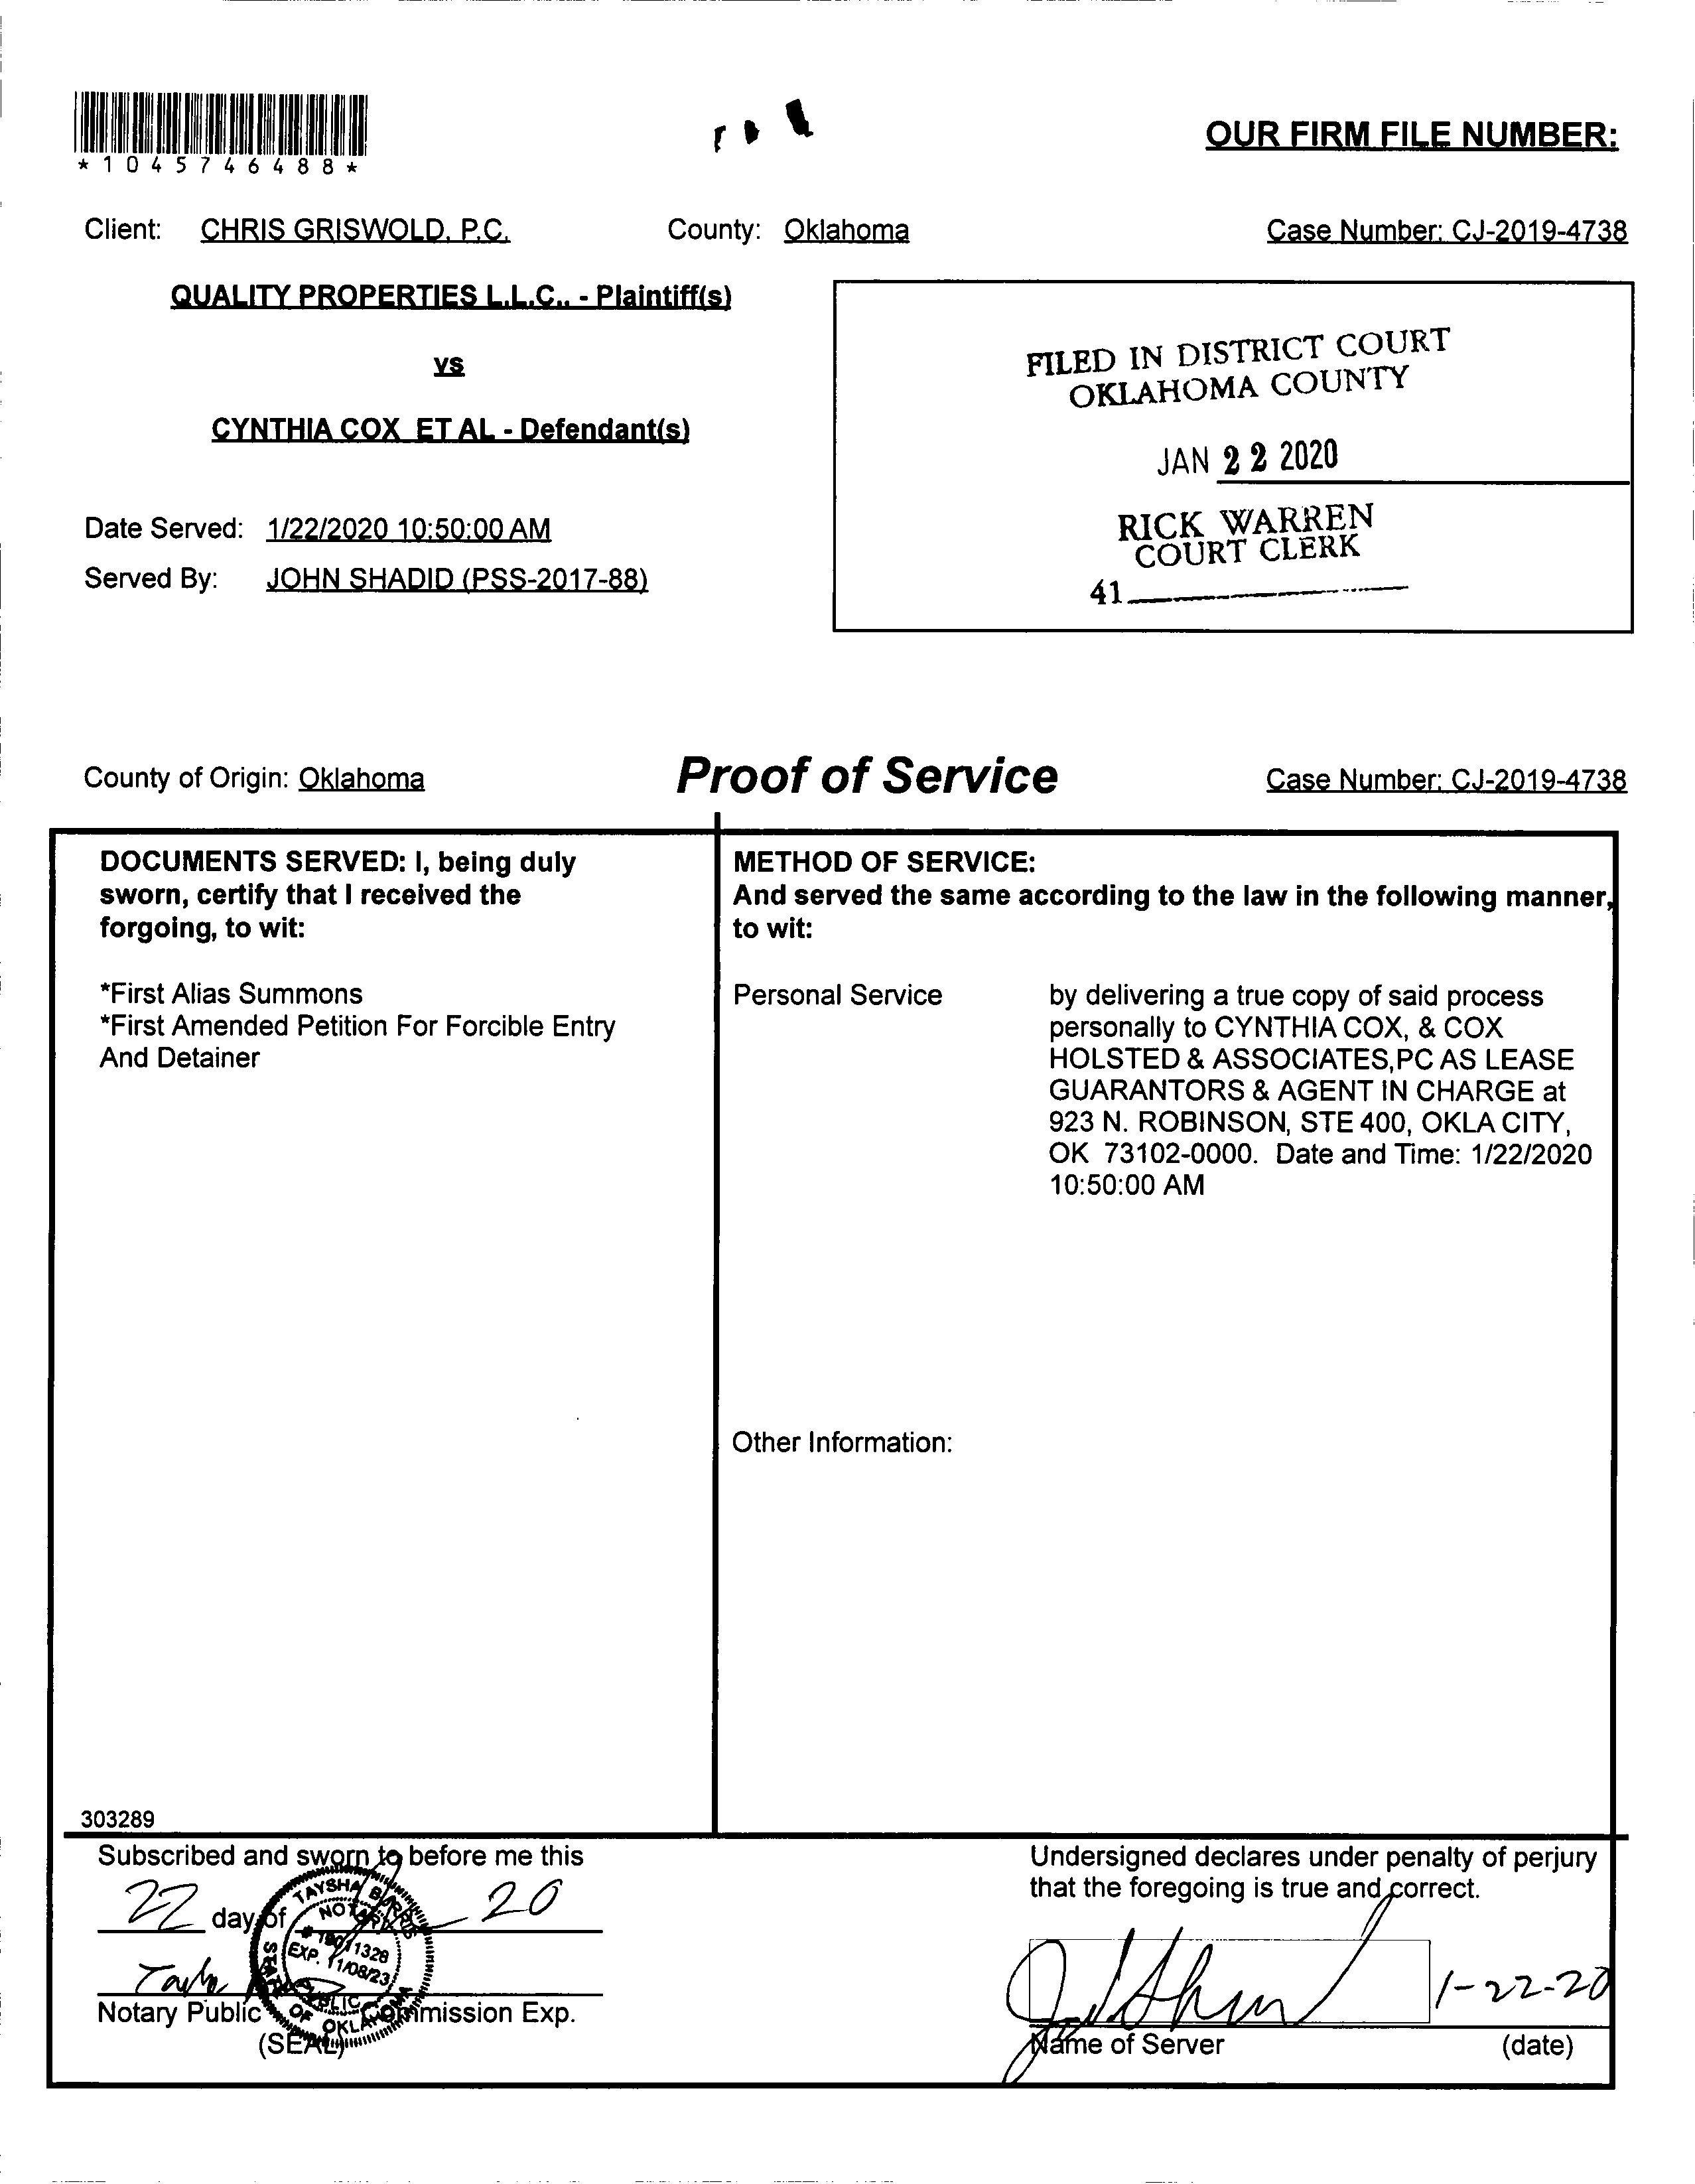 *1045746488*
OUR FIRM FILE NUMBER:
Client: CHRIS GRISWOLD, P.C. County: Oklahoma Case Number: CJ-2019-4738
QUALITY PROPERTIES L.L.C.. - Plaintiff(s)
vs
CYNTHIA COX ET AL - Defendant(s)
FILED IN DISTRICT COURT
OKLAHOMA COUNTY
JAN 22 2020
RICK WARREN
COURT CLERK
41
Date Served: 1/22/2020 10:50:00 AM
Served By: JOHN SHADID (PSS-2017-88)
County of Origin: Oklahoma Proof of Service Case Number: CJ-2019-4738
DOCUMENTS SERVED: I, being duly
sworn, certify that I received the
forgoing, to wit:
*First Alias Summons
*First Amended Petition For Forcible Entry
And Detainer
METHOD OF SERVICE:
And served the same according to the law in the following manner,
to wit:
Personal Service
by delivering a true copy of said process
personally to CYNTHIA COX, & COX
HOLSTED & ASSOCIATES,PC AS LEASE
GUARANTORS & AGENT IN CHARGE at
923 N. ROBINSON, STE 400, OKLA CITY,
OK 73102-0000. Date and Time: 1/22/2020
10:50:00 AM
Other Information:
303289
Subscribed and sworn to before me this
22 day of 20
Notary Public Commission Exp.
(SEAL)
TAYSHA BURRIS
NOTARY
# 19011328
EXP. 11/08/23
PUBLIC
STATE OF OKLAHOMA
Undersigned declares under penalty of perjury
that the foregoing is true and correct.
1-22-20
Name of Server (date)